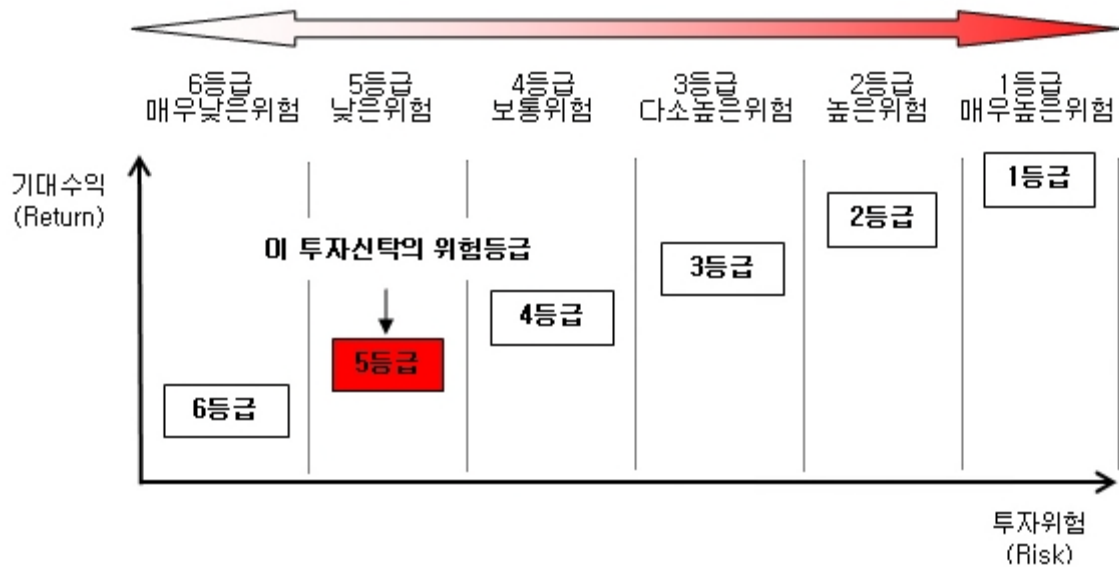 6등급
매우낮은위험
5등급
낮은위험
4등급
보통위험
3등급
다소높은위험
2등급
높은위험
1등급
매우높은위험
기대수익
(Return)
1등급
2등급
이 투자신탁의 위험등급
3등급
4등급
5등급
6등급
투자위험
(Risk)